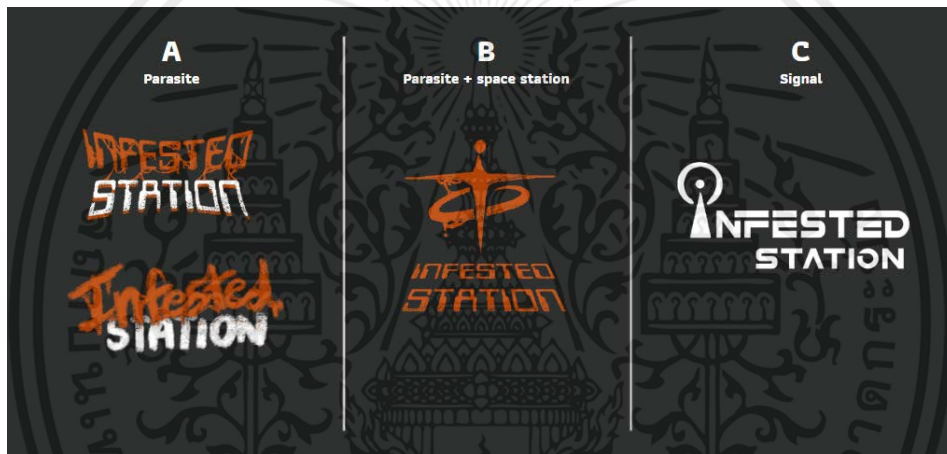 A
Parasite
INFESTED
STATION
Infested
STATION
B
Parasite + space station
INFESTED
STATION
C
Signal
INFESTED
STATION